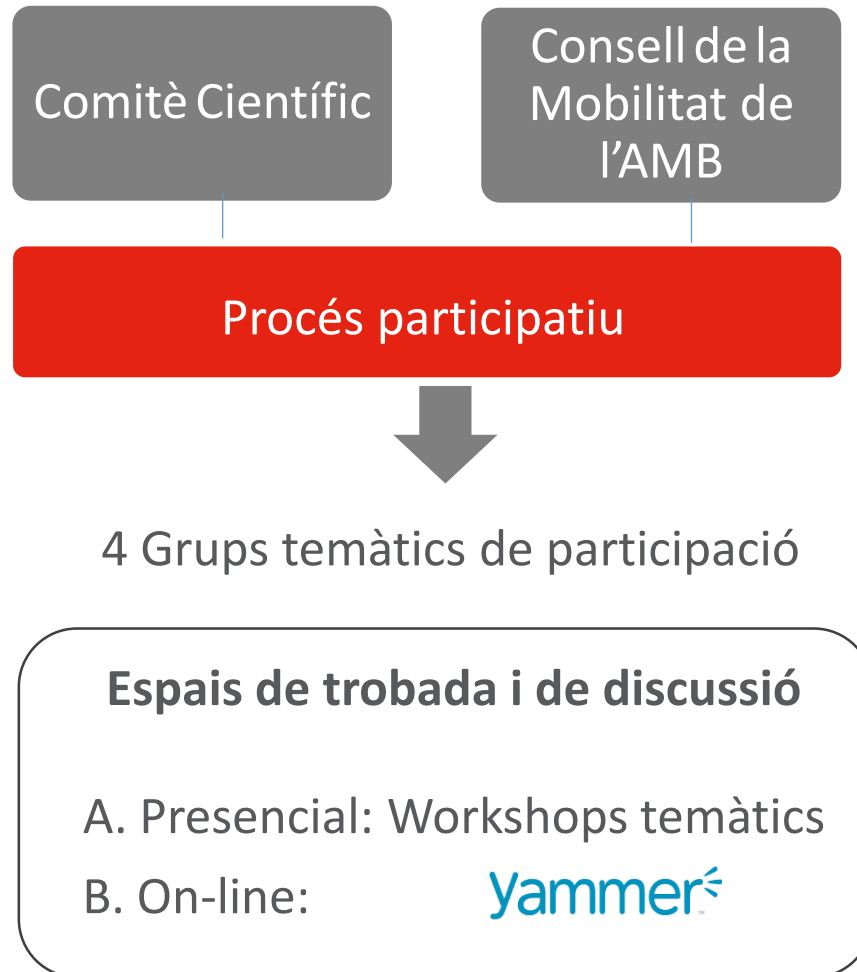 Comitè Científic
Consell de la
Mobilitat de
l’AMB
Procés participatiu
4 Grups temàtics de participació
Espais de trobada i de discussió
A. Presencial: Workshops temàtics
B. On-line: yammer